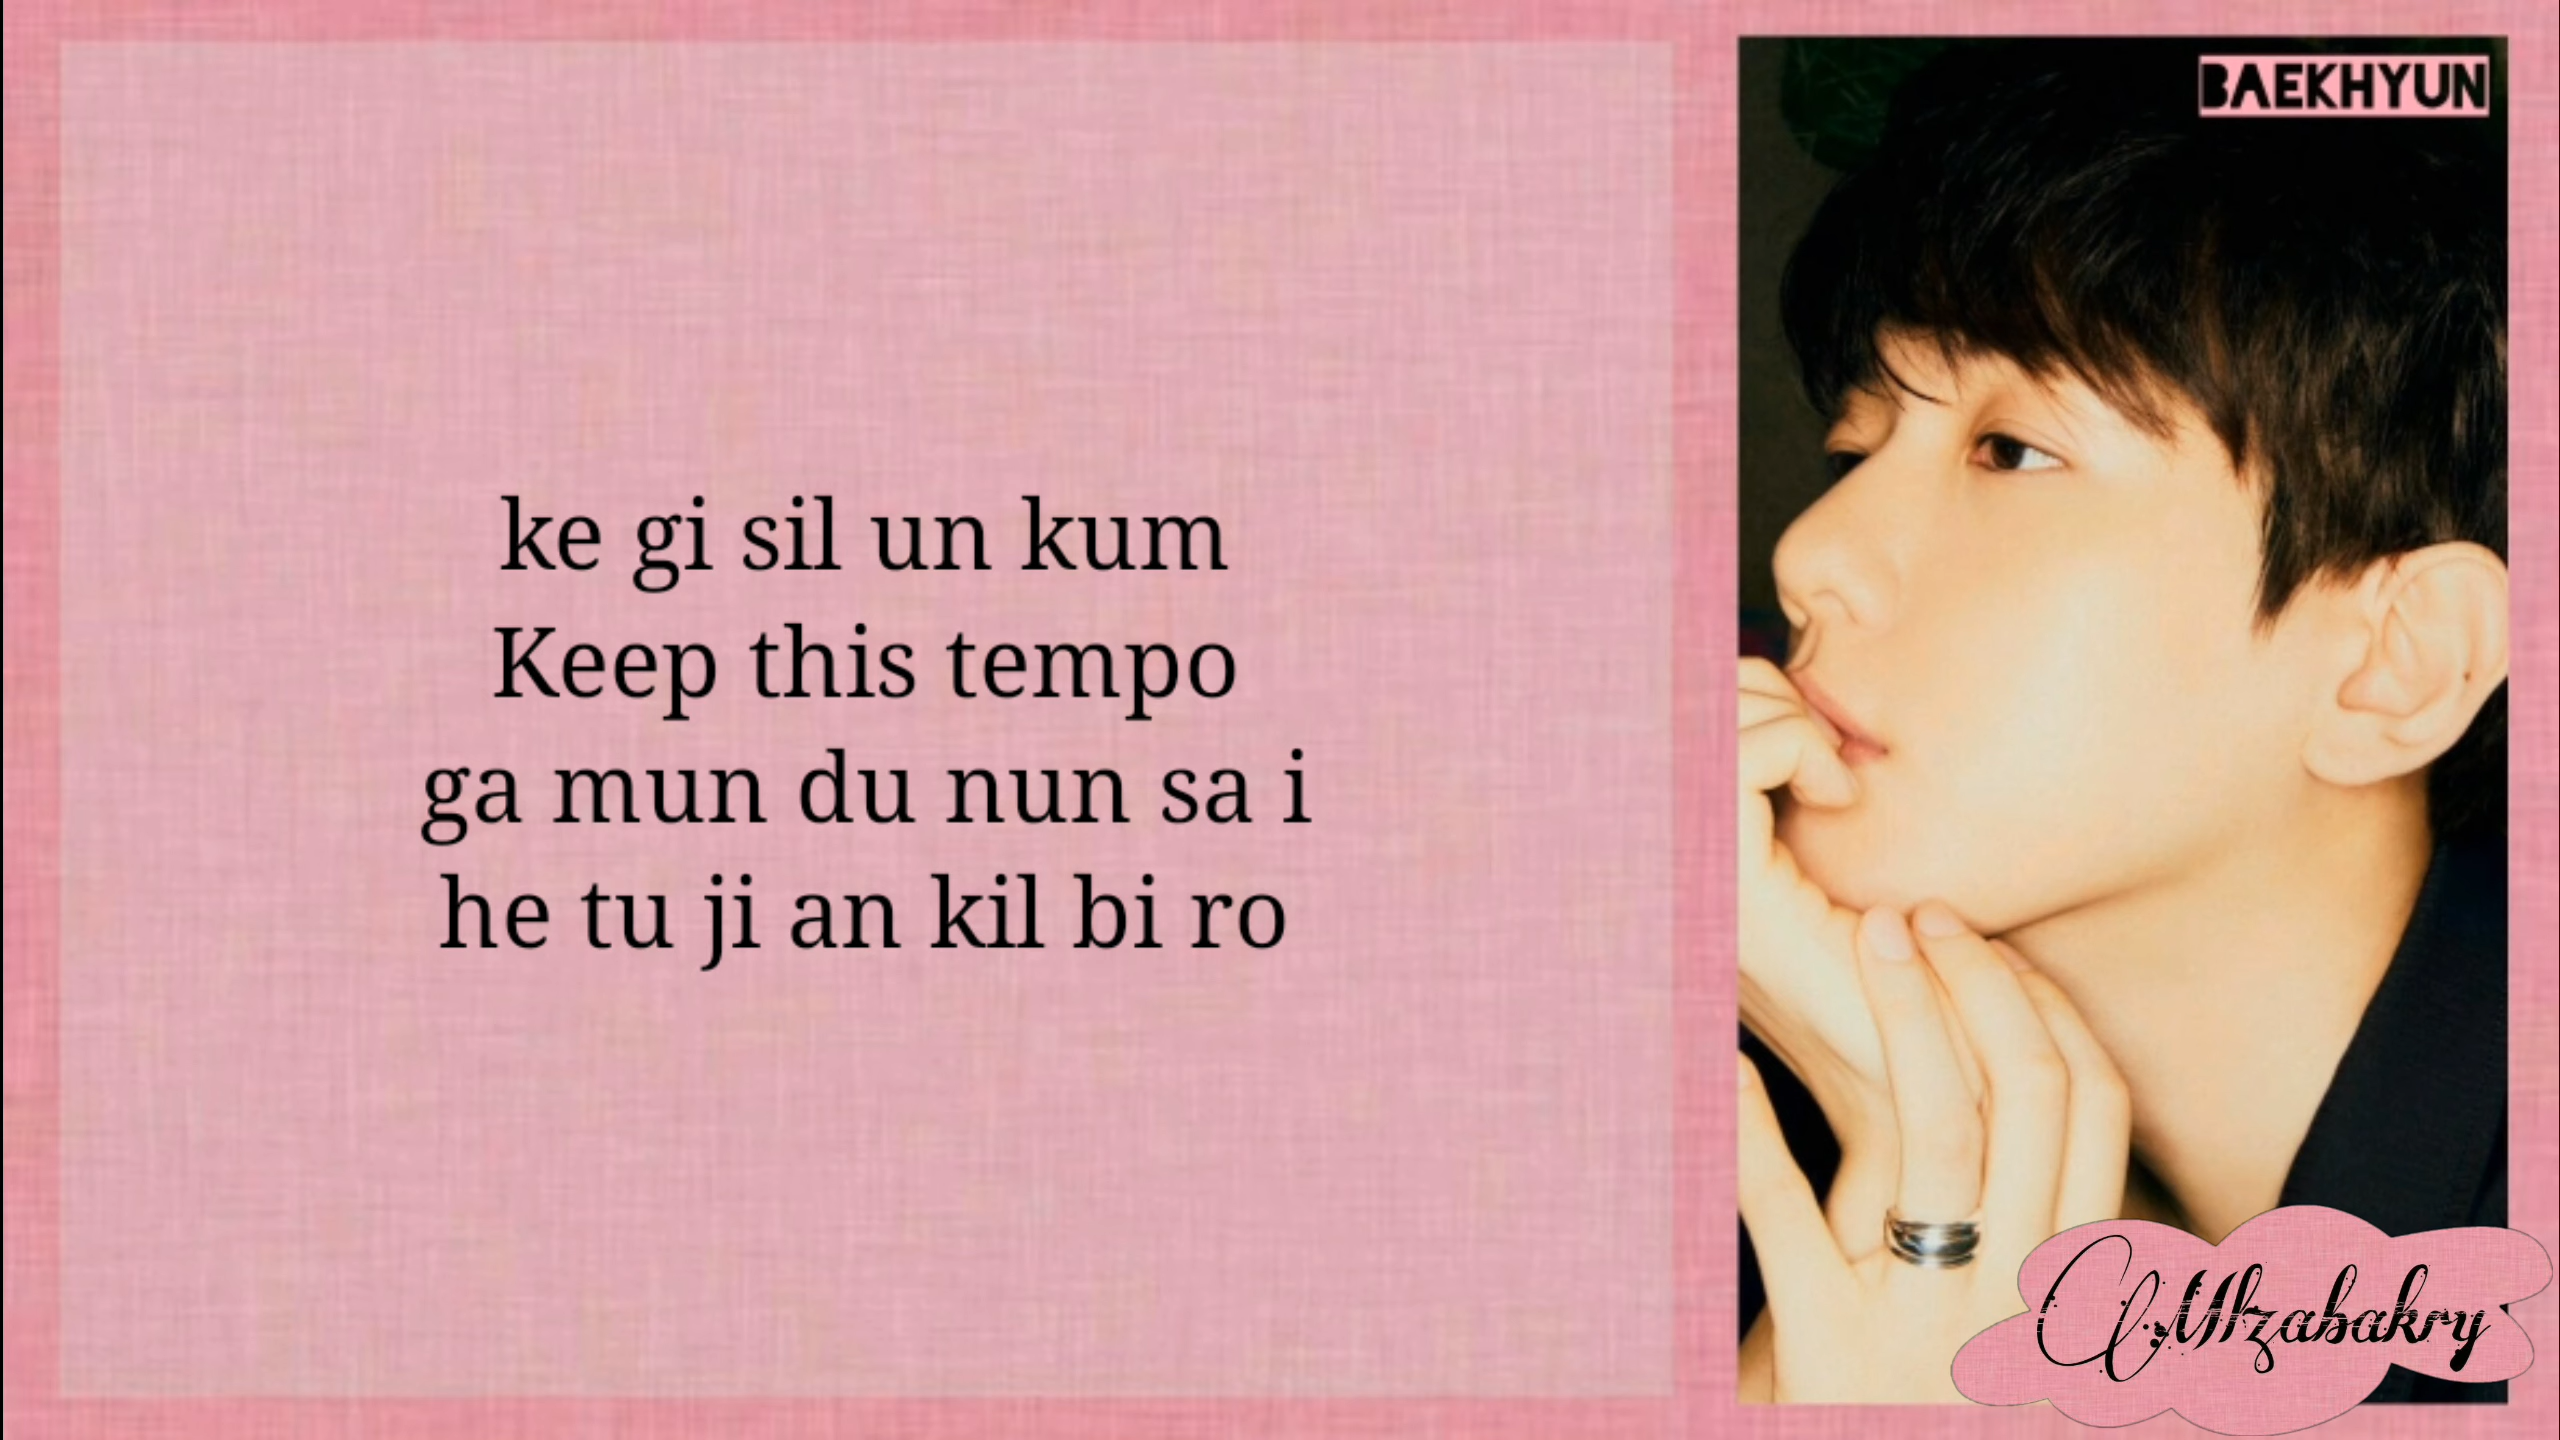 BAEKHYUN
ke gi sil un kum
Keep this tempo
ga mun du nun sa i
he tu ji an kil bi ro